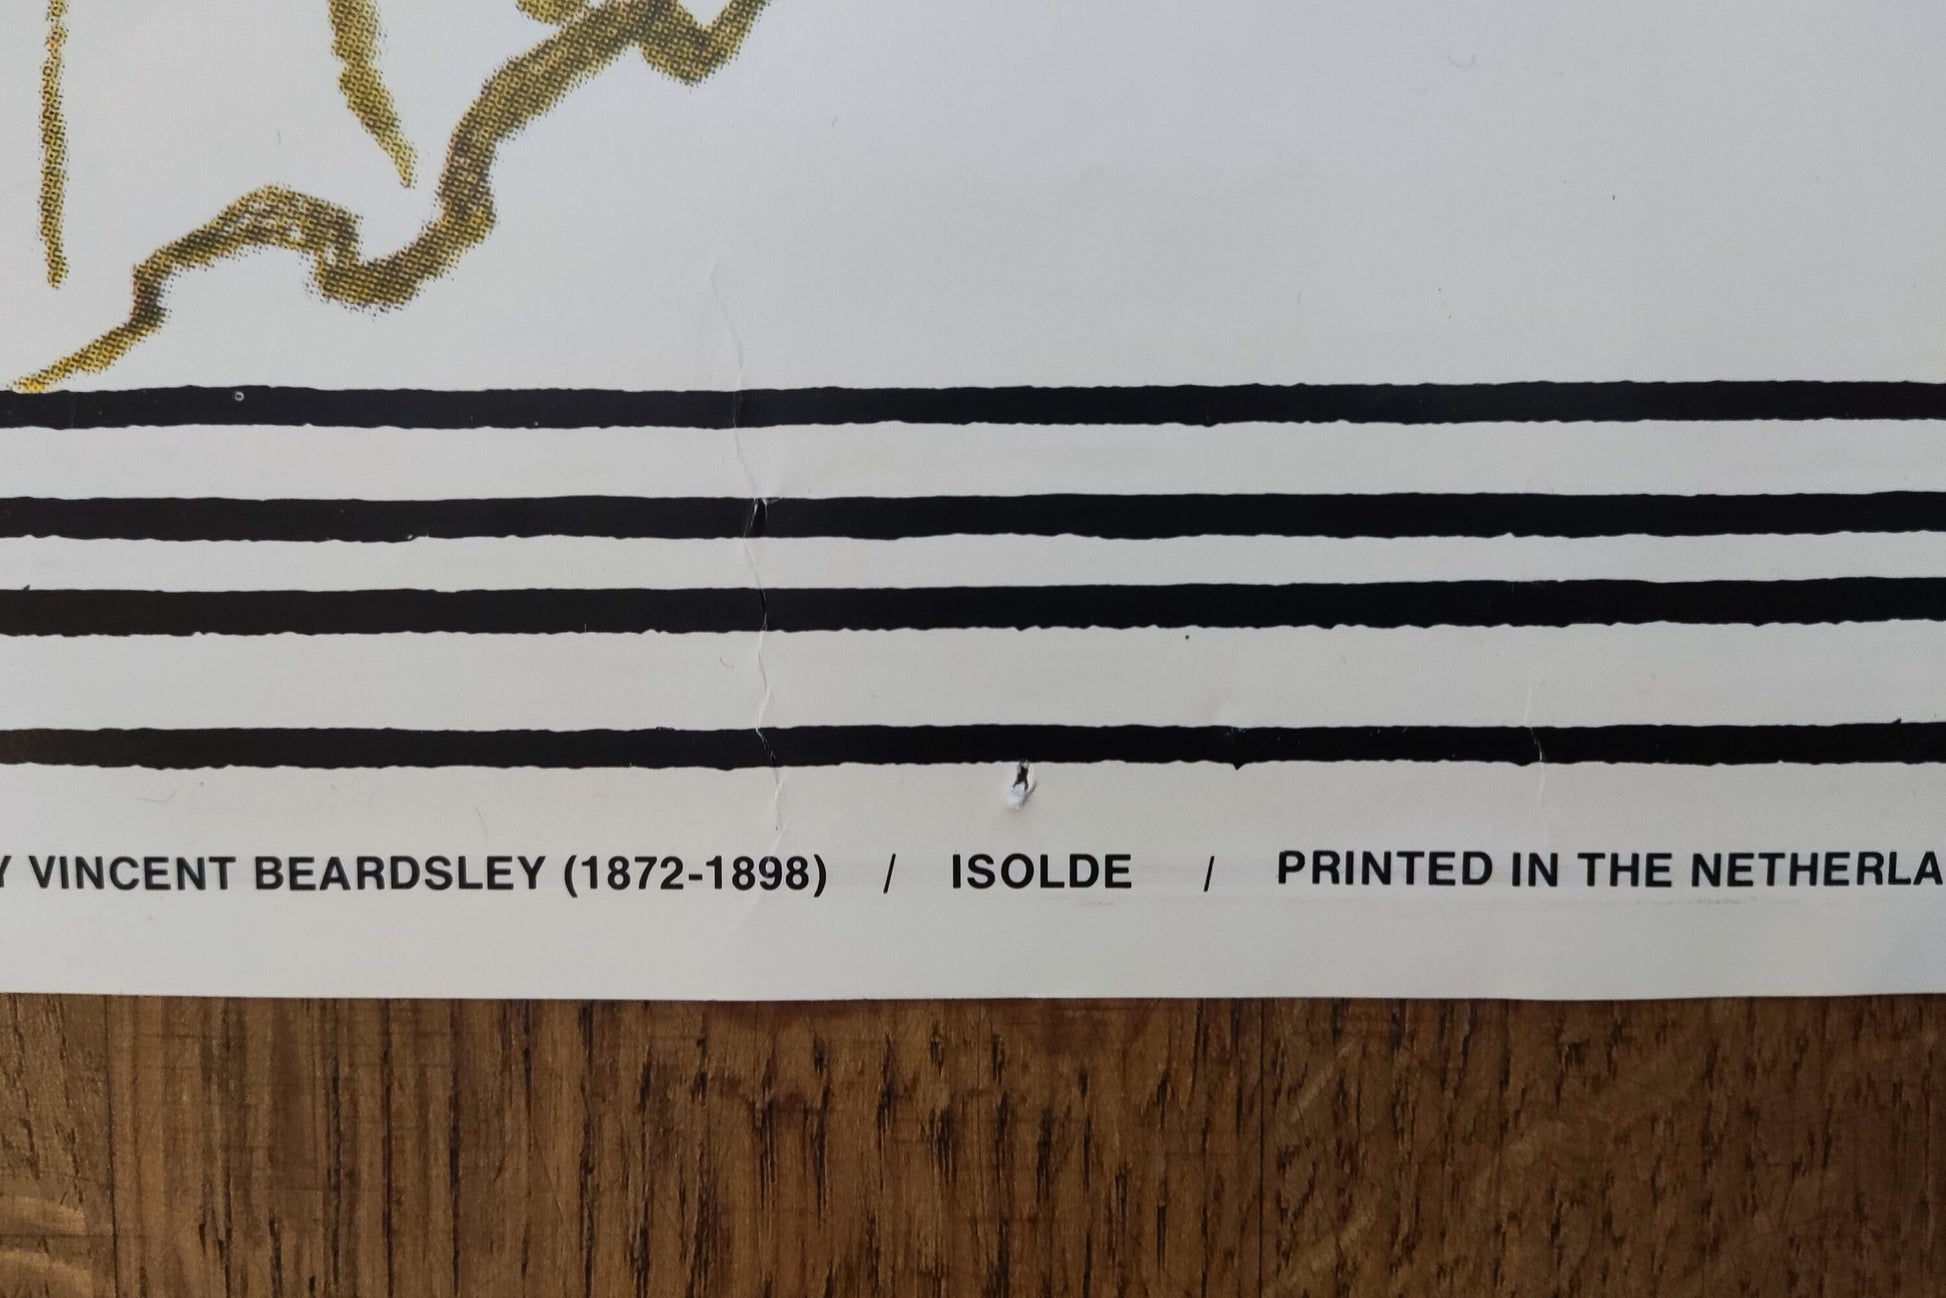 Y VINCENT BEARDSLEY (1872-1898) / ISOLDE / PRINTED IN THE NETHERLA